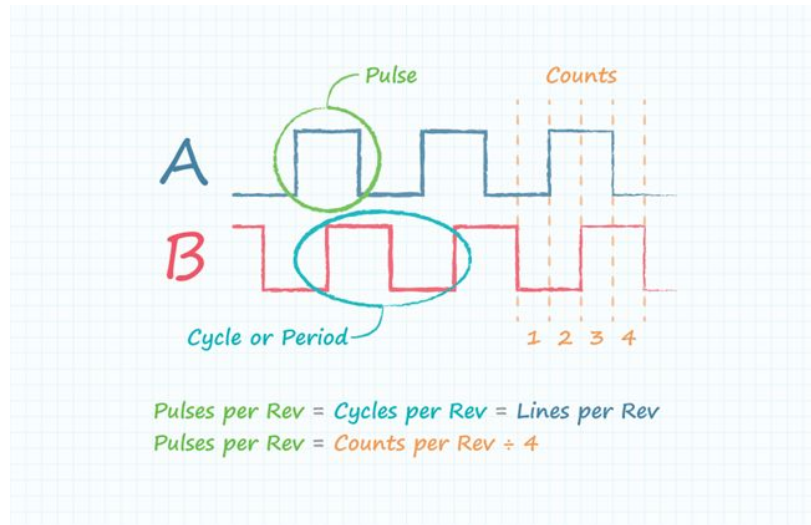 Pulse
Counts
A
B
Cycle or Period
1 2 3 4
Pulses per Rev = Cycles per Rev = Lines per Rev
Pulses per Rev = Counts per Rev ÷ 4